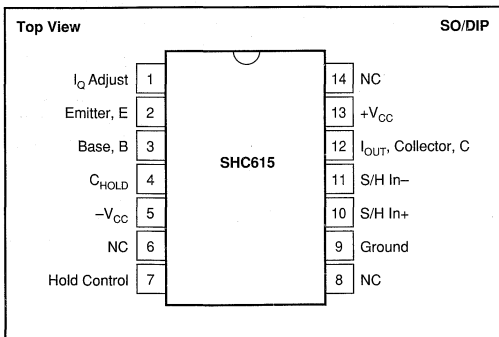 Top View SO/DIP
I_Q Adjust 1 14 NC
Emitter, E 2 13 +V_CC
Base, B 3 12 I_OUT, Collector, C
SHC615
C_HOLD 4 11 S/H In–
–V_CC 5 10 S/H In+
NC 6 9 Ground
Hold Control 7 8 NC